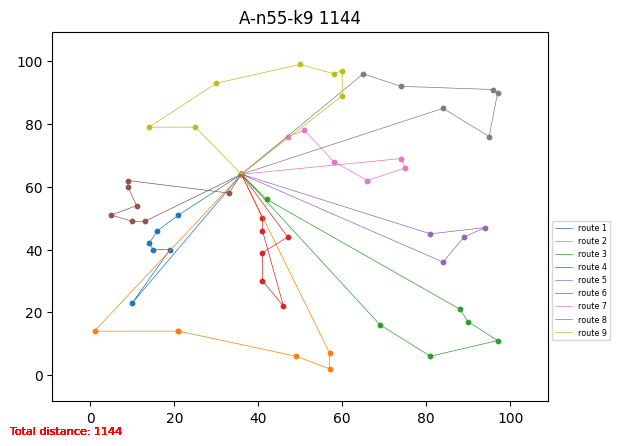 A-n55-k9 1144
100
80
60
40
20
0
0 20 40 60 80 100
route 1
route 2
route 3
route 4
route 5
route 6
route 7
route 8
route 9
Total distance: 1144